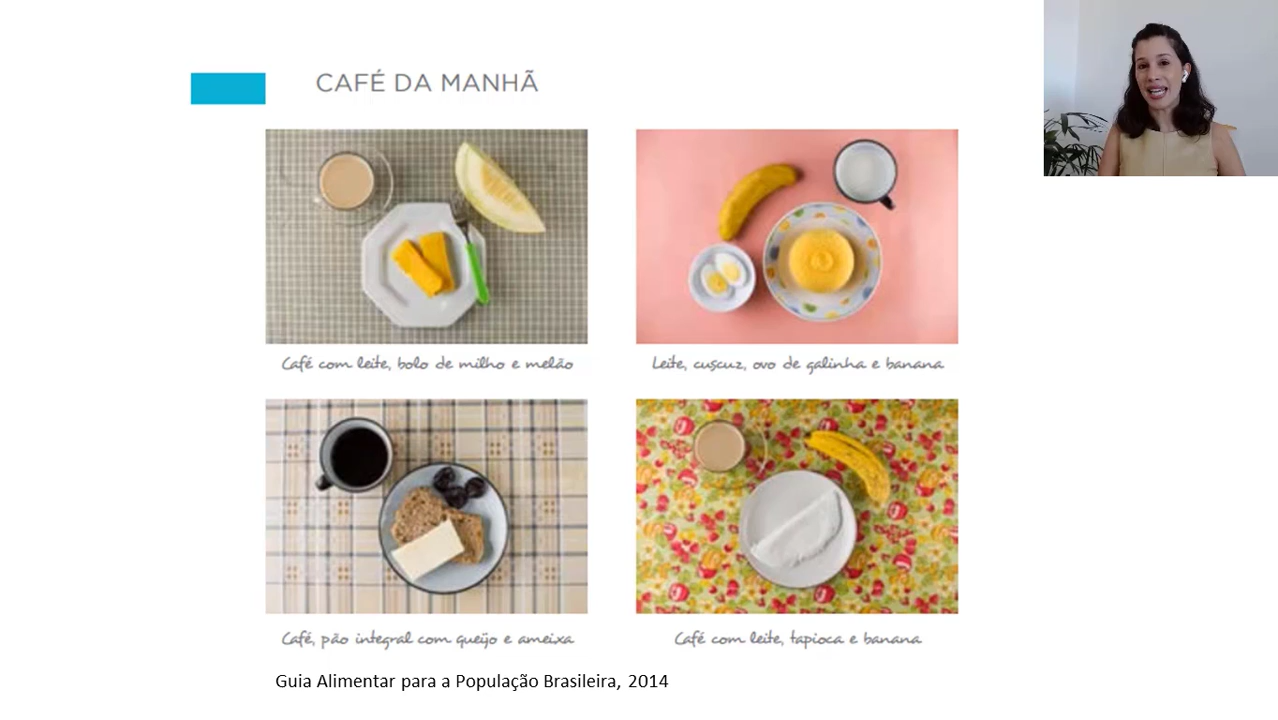 CAFÉ DA MANHÃ
Café com leite, bolo de milho e melão
Leite, cuscuz, ovo de galinha e banana
Café, pão integral com queijo e ameixa
Café com leite, tapioca e banana
Guia Alimentar para a População Brasileira, 2014